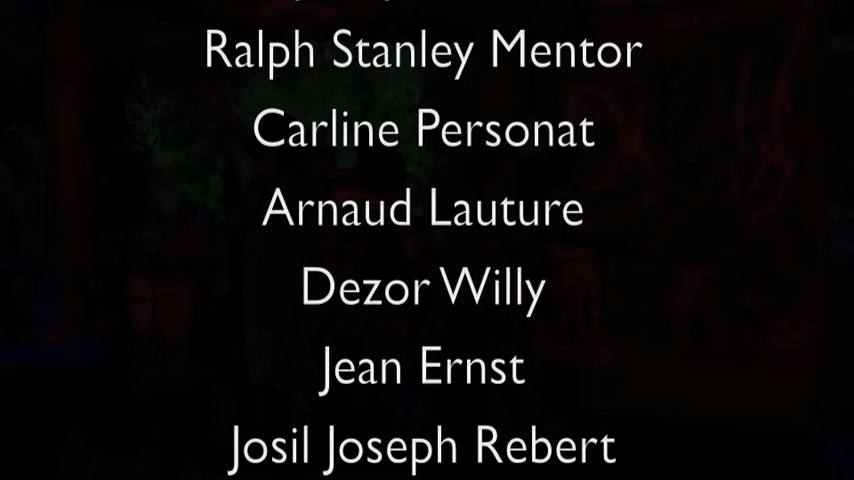 Ralph Stanley Mentor
Carline Personat
Arnaud Lauture
Dezor Willy
Jean Ernst
Josil Joseph Rebert